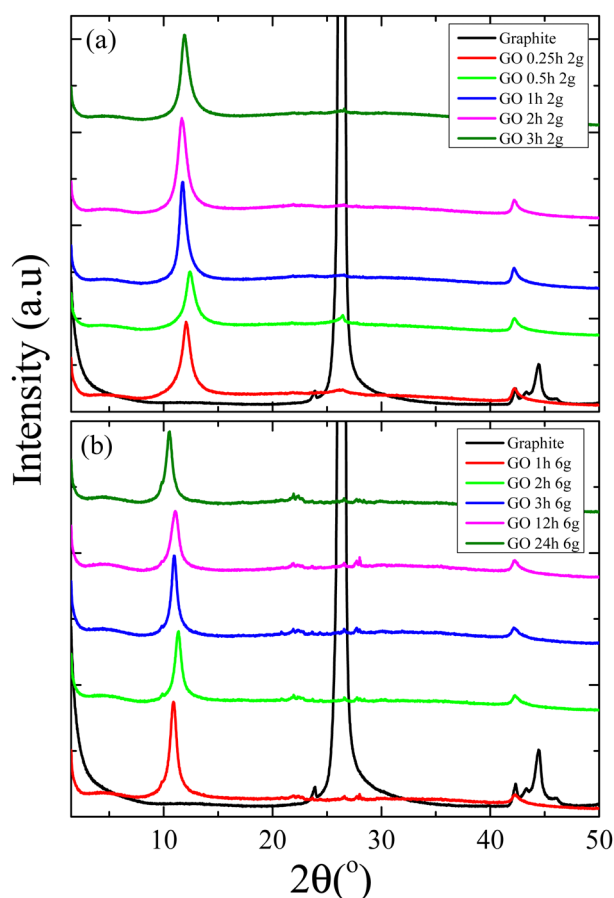 (a)
Graphite
GO 0.25h 2g
GO 0.5h 2g
GO 1h 2g
GO 2h 2g
GO 3h 2g
Intensity (a.u)
(b)
Graphite
GO 1h 6g
GO 2h 6g
GO 3h 6g
GO 12h 6g
GO 24h 6g
10 20 30 40 50
2θ(°)